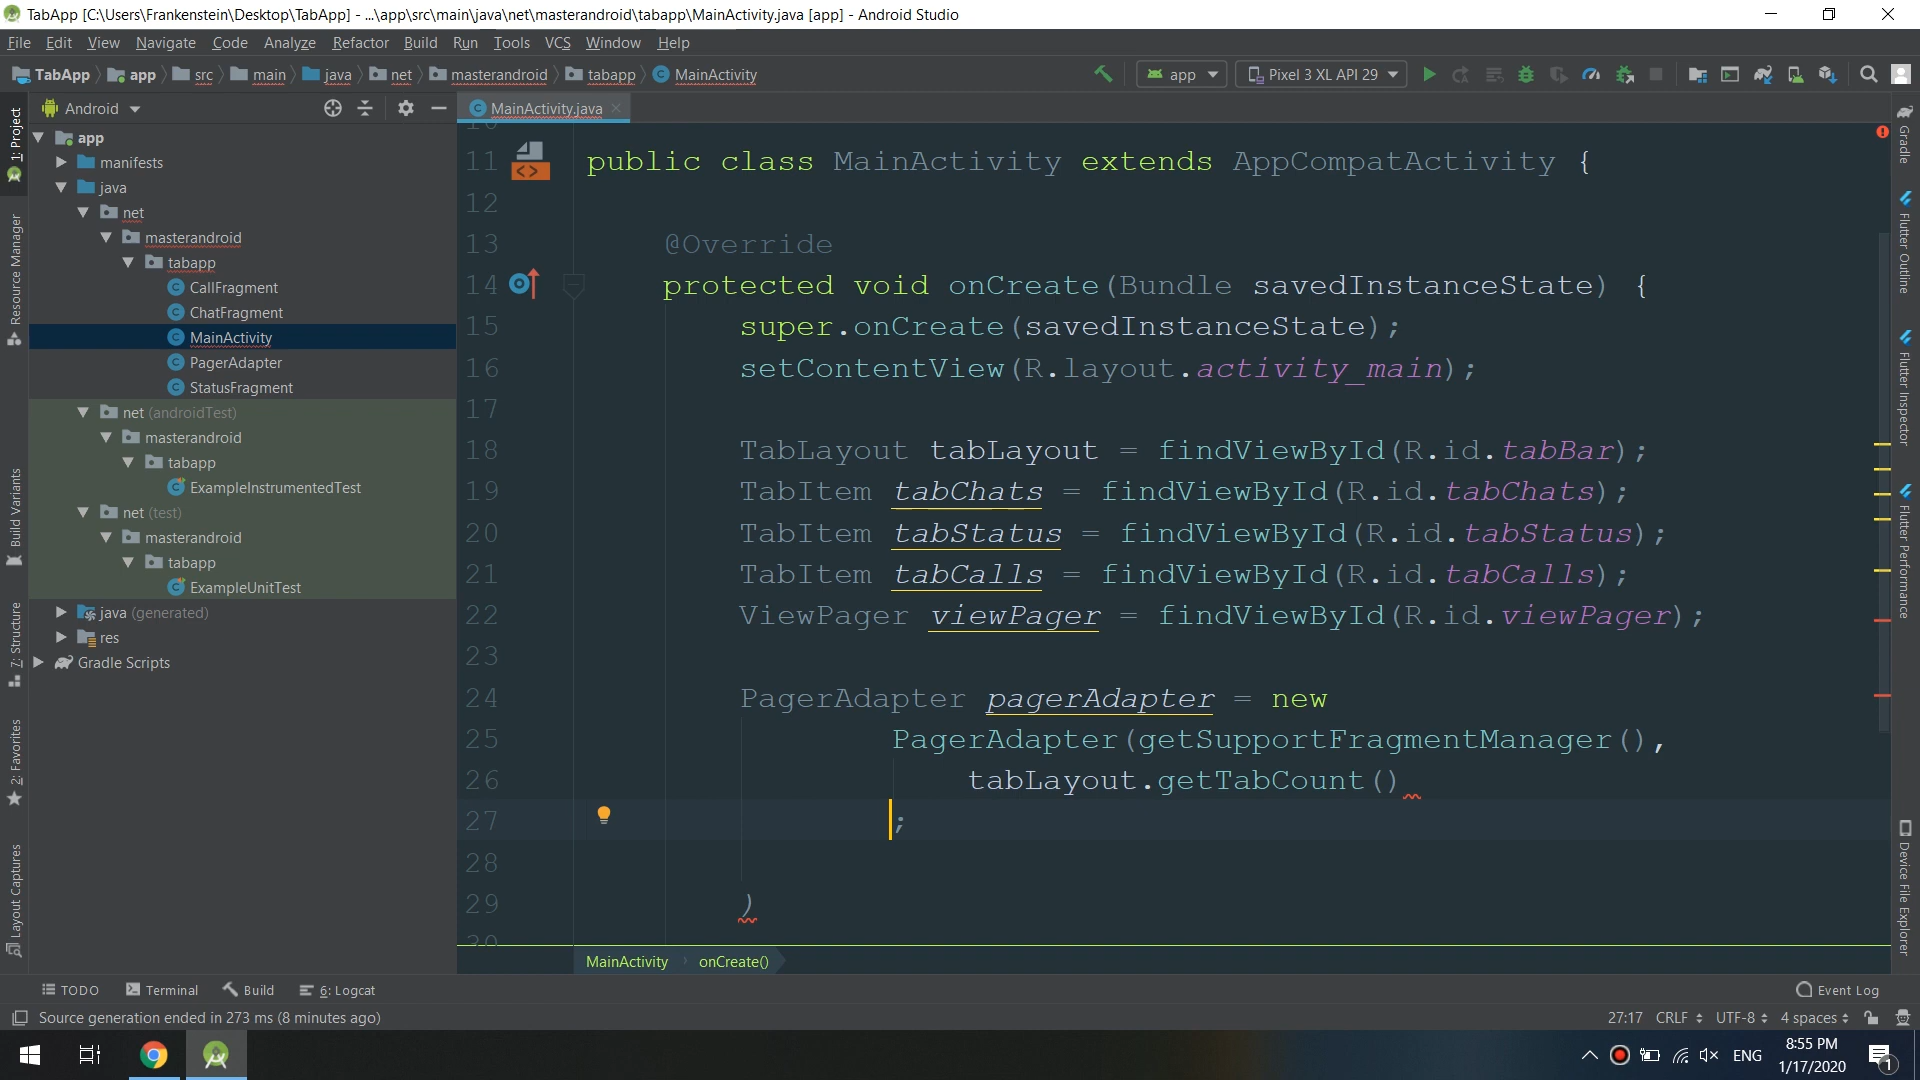 TabApp [C:\Users\Frankenstein\Desktop\TabApp] - ...\app\src\main\java\net\masterandroid\tabapp\MainActivity.java [app] - Android Studio
File Edit View Navigate Code Analyze Refactor Build Run Tools VCS Window Help
TabApp app src main java net masterandroid tabapp MainActivity
app Pixel 3 XL API 29
Android
MainActivity.java
1: Project
Resource Manager
Build Variants
7: Structure
2: Favorites
Layout Captures
app
manifests
java
net
masterandroid
tabapp
CallFragment
ChatFragment
MainActivity
PagerAdapter
StatusFragment
net (androidTest)
masterandroid
tabapp
ExampleInstrumentedTest
net (test)
masterandroid
tabapp
ExampleUnitTest
java (generated)
res
Gradle Scripts
10
11 public class MainActivity extends AppCompatActivity {
12
13 @Override
14 protected void onCreate(Bundle savedInstanceState) {
15 super.onCreate(savedInstanceState);
16 setContentView(R.layout.activity_main);
17
18 TabLayout tabLayout = findViewById(R.id.tabBar);
19 TabItem tabChats = findViewById(R.id.tabChats);
20 TabItem tabStatus = findViewById(R.id.tabStatus);
21 TabItem tabCalls = findViewById(R.id.tabCalls);
22 ViewPager viewPager = findViewById(R.id.viewPager);
23
24 PagerAdapter pagerAdapter = new
25 PagerAdapter(getSupportFragmentManager(),
26 tabLayout.getTabCount()
27 ;
28
29 )
30
MainActivity onCreate()
Gradle
Flutter Outline
Flutter Inspector
Flutter Performance
Device File Explorer
TODO Terminal Build 6: Logcat Event Log
Source generation ended in 273 ms (8 minutes ago) 27:17 CRLF UTF-8 4 spaces
ENG
8:55 PM
1/17/2020
1